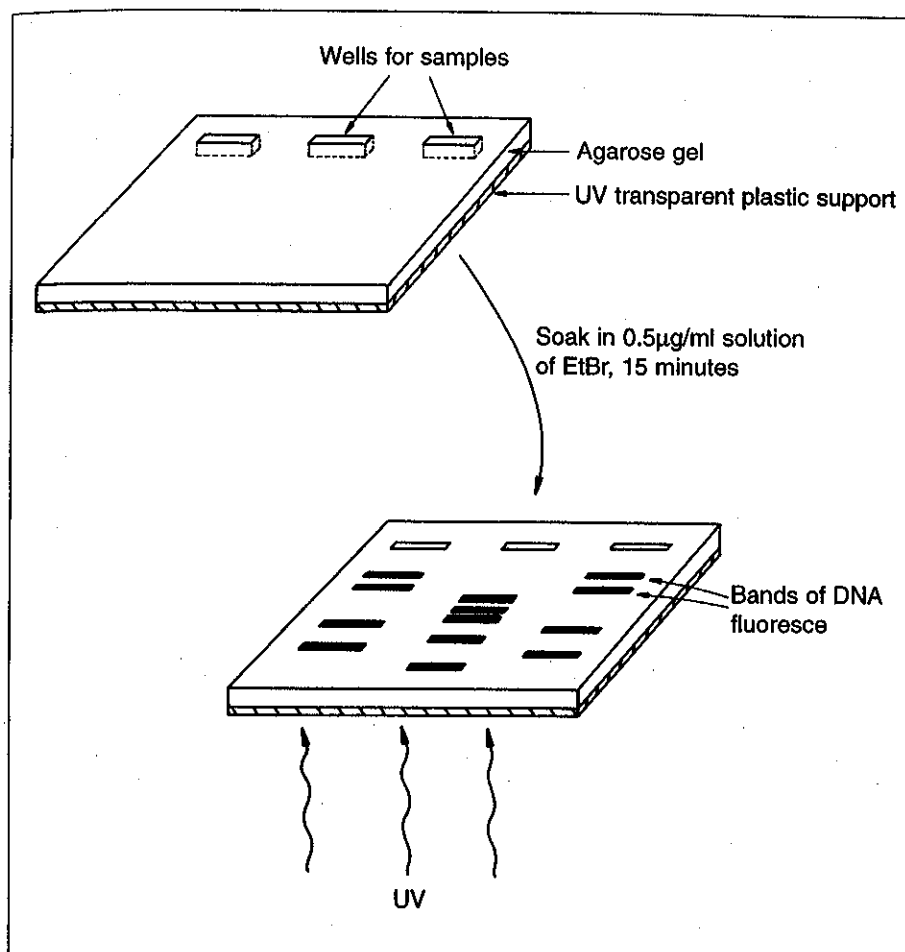 Wells for samples
Agarose gel
UV transparent plastic support
Soak in 0.5μg/ml solution
of EtBr, 15 minutes
Bands of DNA
fluoresce
UV